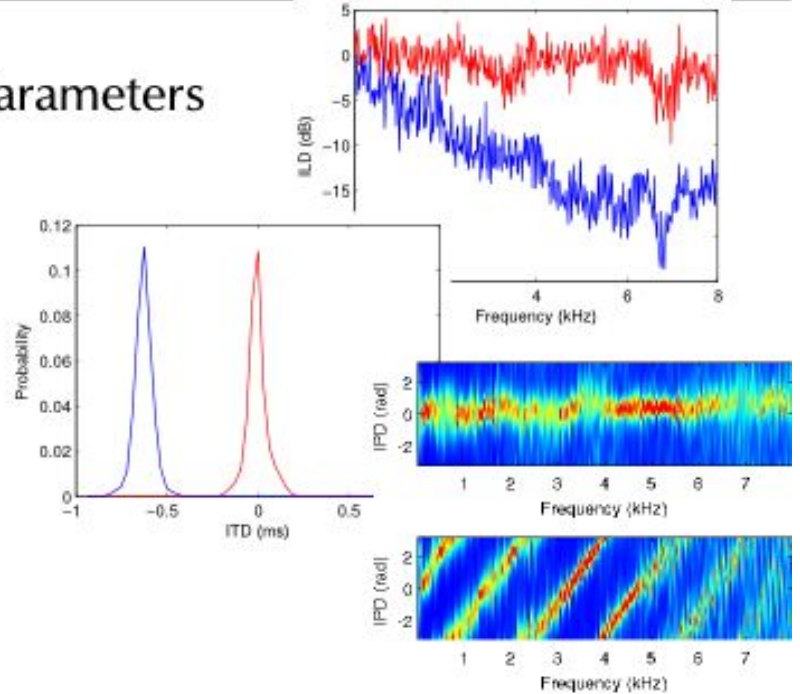 arameters
5
0
-5
-10
-15
ILD (dB)
4 6 8
Frequency (kHz)
0.12
0.1
0.08
0.06
0.04
0.02
0
Probability
-1 -0.5 0 0.5
ITD (ms)
2
0
-2
IPD (rad)
1 2 3 4 5 6 7
Frequency (kHz)
2
0
-2
IPD (rad)
1 2 3 4 5 6 7
Frequency (kHz)